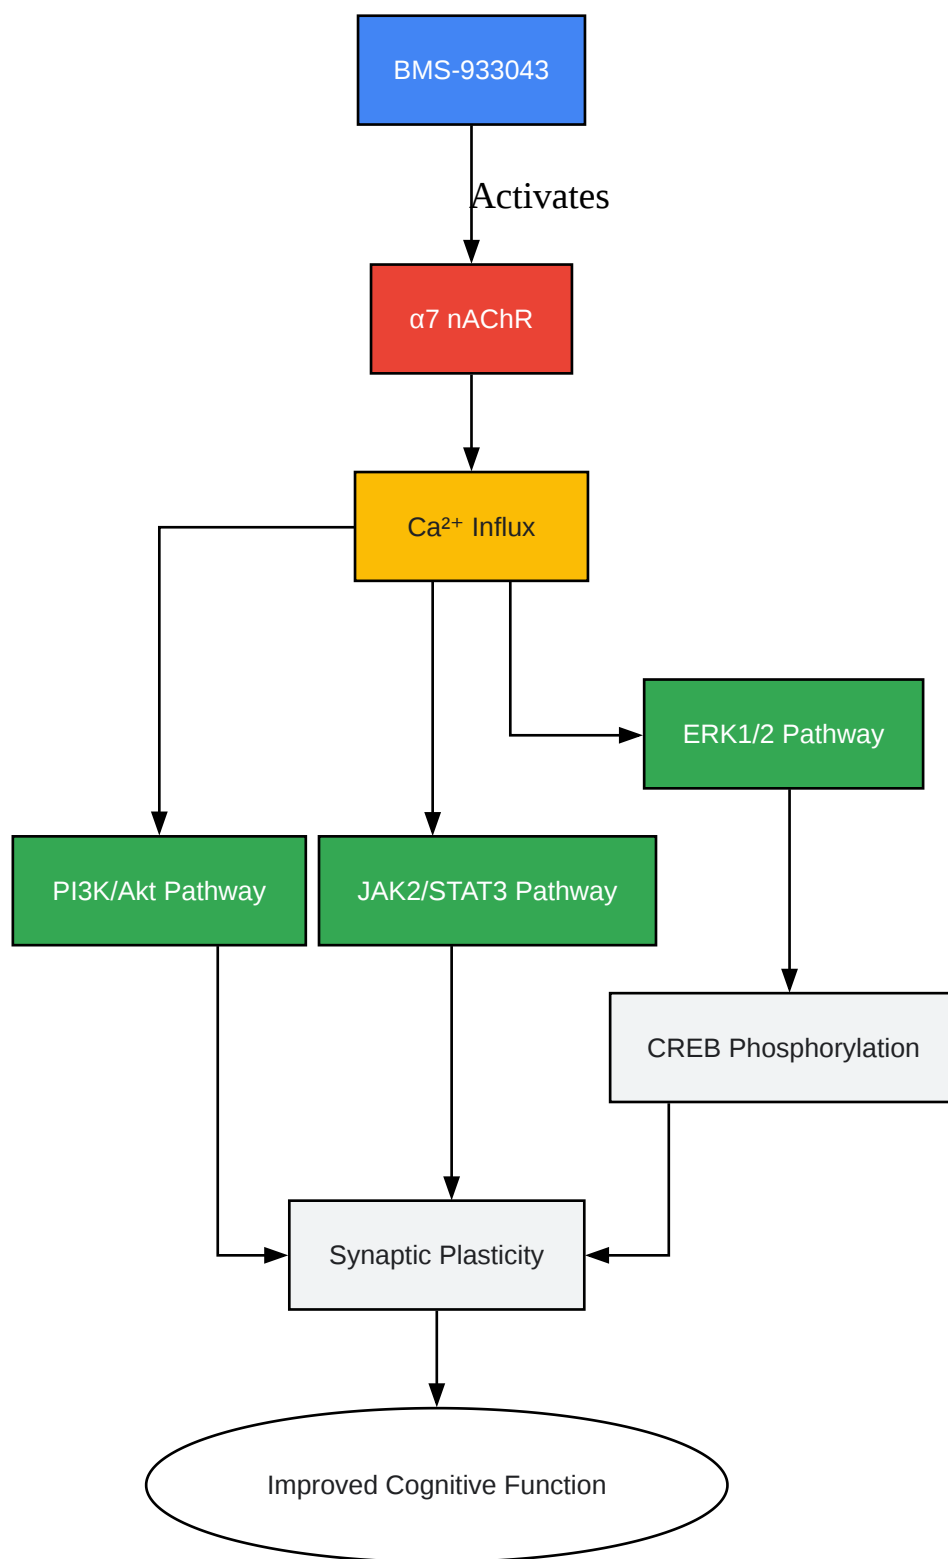 BMS-933043
Activates
α7 nAChR
Ca²⁺ Influx
ERK1/2 Pathway
PI3K/Akt Pathway
JAK2/STAT3 Pathway
CREB Phosphorylation
Synaptic Plasticity
Improved Cognitive Function